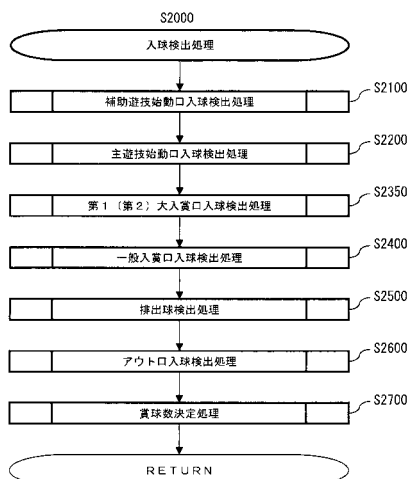 S2000
入球検出処理
補助遊技始動口入球検出処理
S2100
主遊技始動口入球検出処理
S2200
第１（第２）大入賞口入球検出処理
S2350
一般入賞口入球検出処理
S2400
排出球検出処理
S2500
アウト口入球検出処理
S2600
賞球数決定処理
S2700
ＲＥＴＵＲＮ